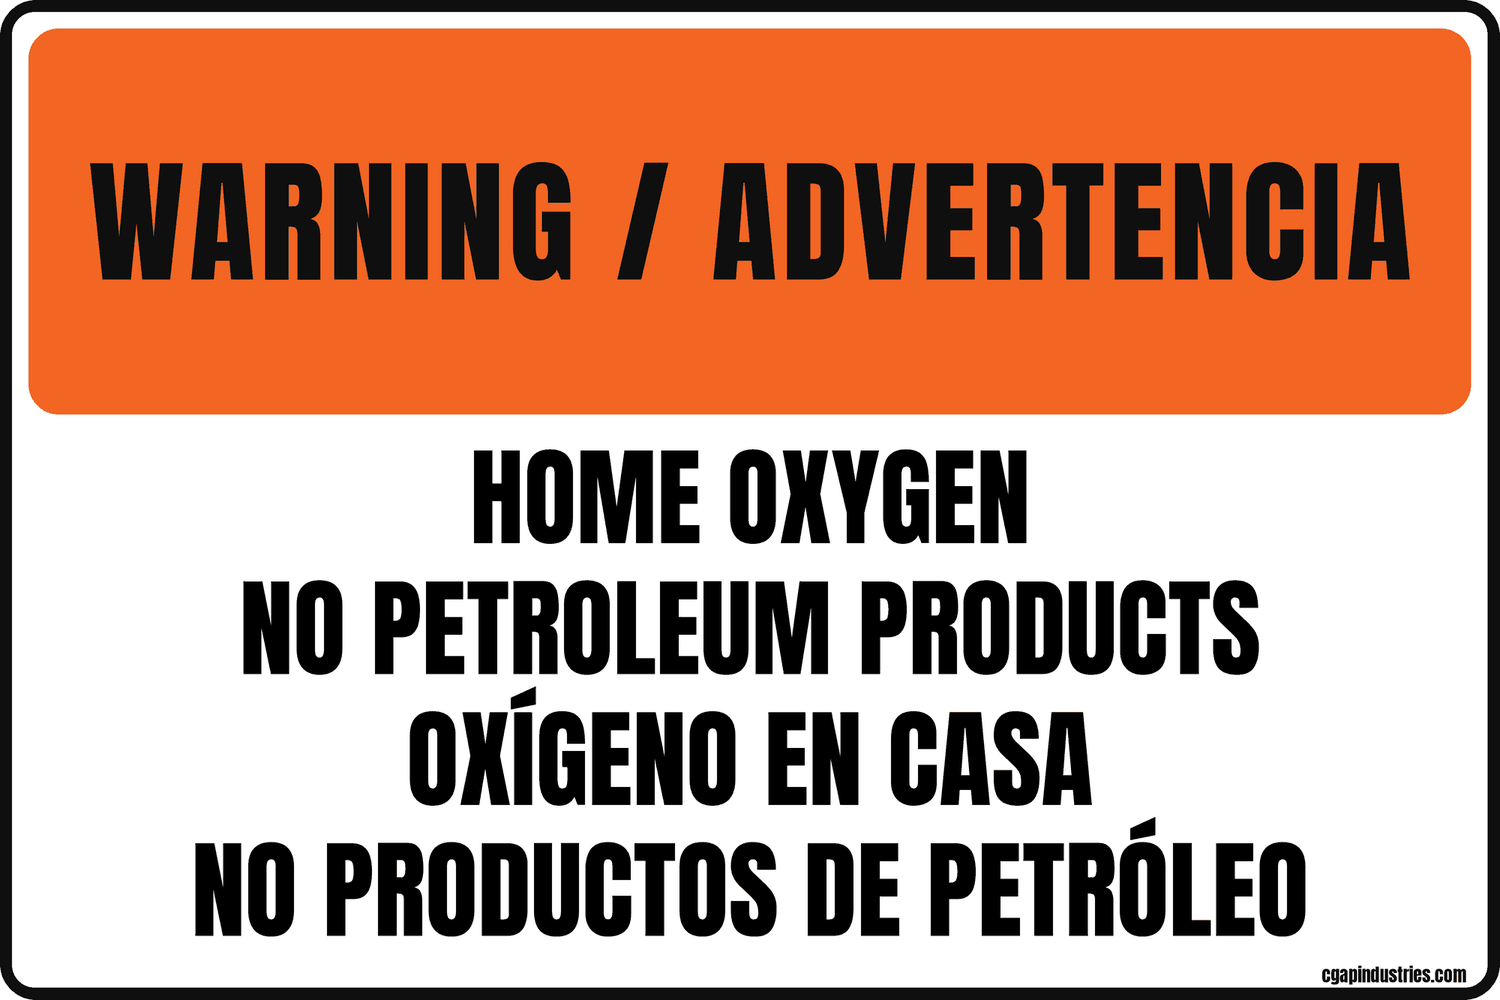 WARNING / ADVERTENCIA
HOME OXYGEN
NO PETROLEUM PRODUCTS
OXÍGENO EN CASA
NO PRODUCTOS DE PETRÓLEO
cgapindustries.com